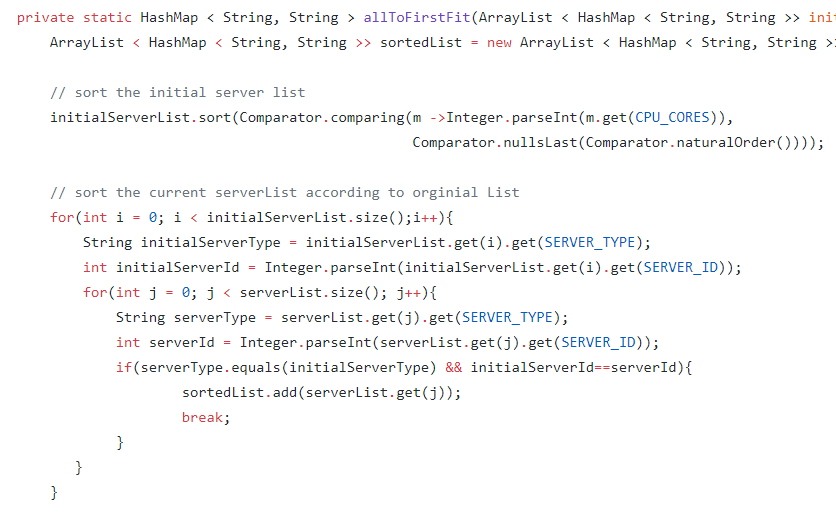 private static HashMap < String, String > allToFirstFit(ArrayList < HashMap < String, String >> ini
ArrayList < HashMap < String, String >> sortedList = new ArrayList < HashMap < String, String >
// sort the initial server list
initialServerList.sort(Comparator.comparing(m ->Integer.parseInt(m.get(CPU_CORES)),
Comparator.nullsLast(Comparator.naturalOrder())));
// sort the current serverList according to orginial List
for(int i = 0; i < initialServerList.size();i++){
String initialServerType = initialServerList.get(i).get(SERVER_TYPE);
int initialServerId = Integer.parseInt(initialServerList.get(i).get(SERVER_ID));
for(int j = 0; j < serverList.size(); j++){
String serverType = serverList.get(j).get(SERVER_TYPE);
int serverId = Integer.parseInt(serverList.get(j).get(SERVER_ID));
if(serverType.equals(initialServerType) && initialServerId==serverId){
sortedList.add(serverList.get(j));
break;
}
}
}